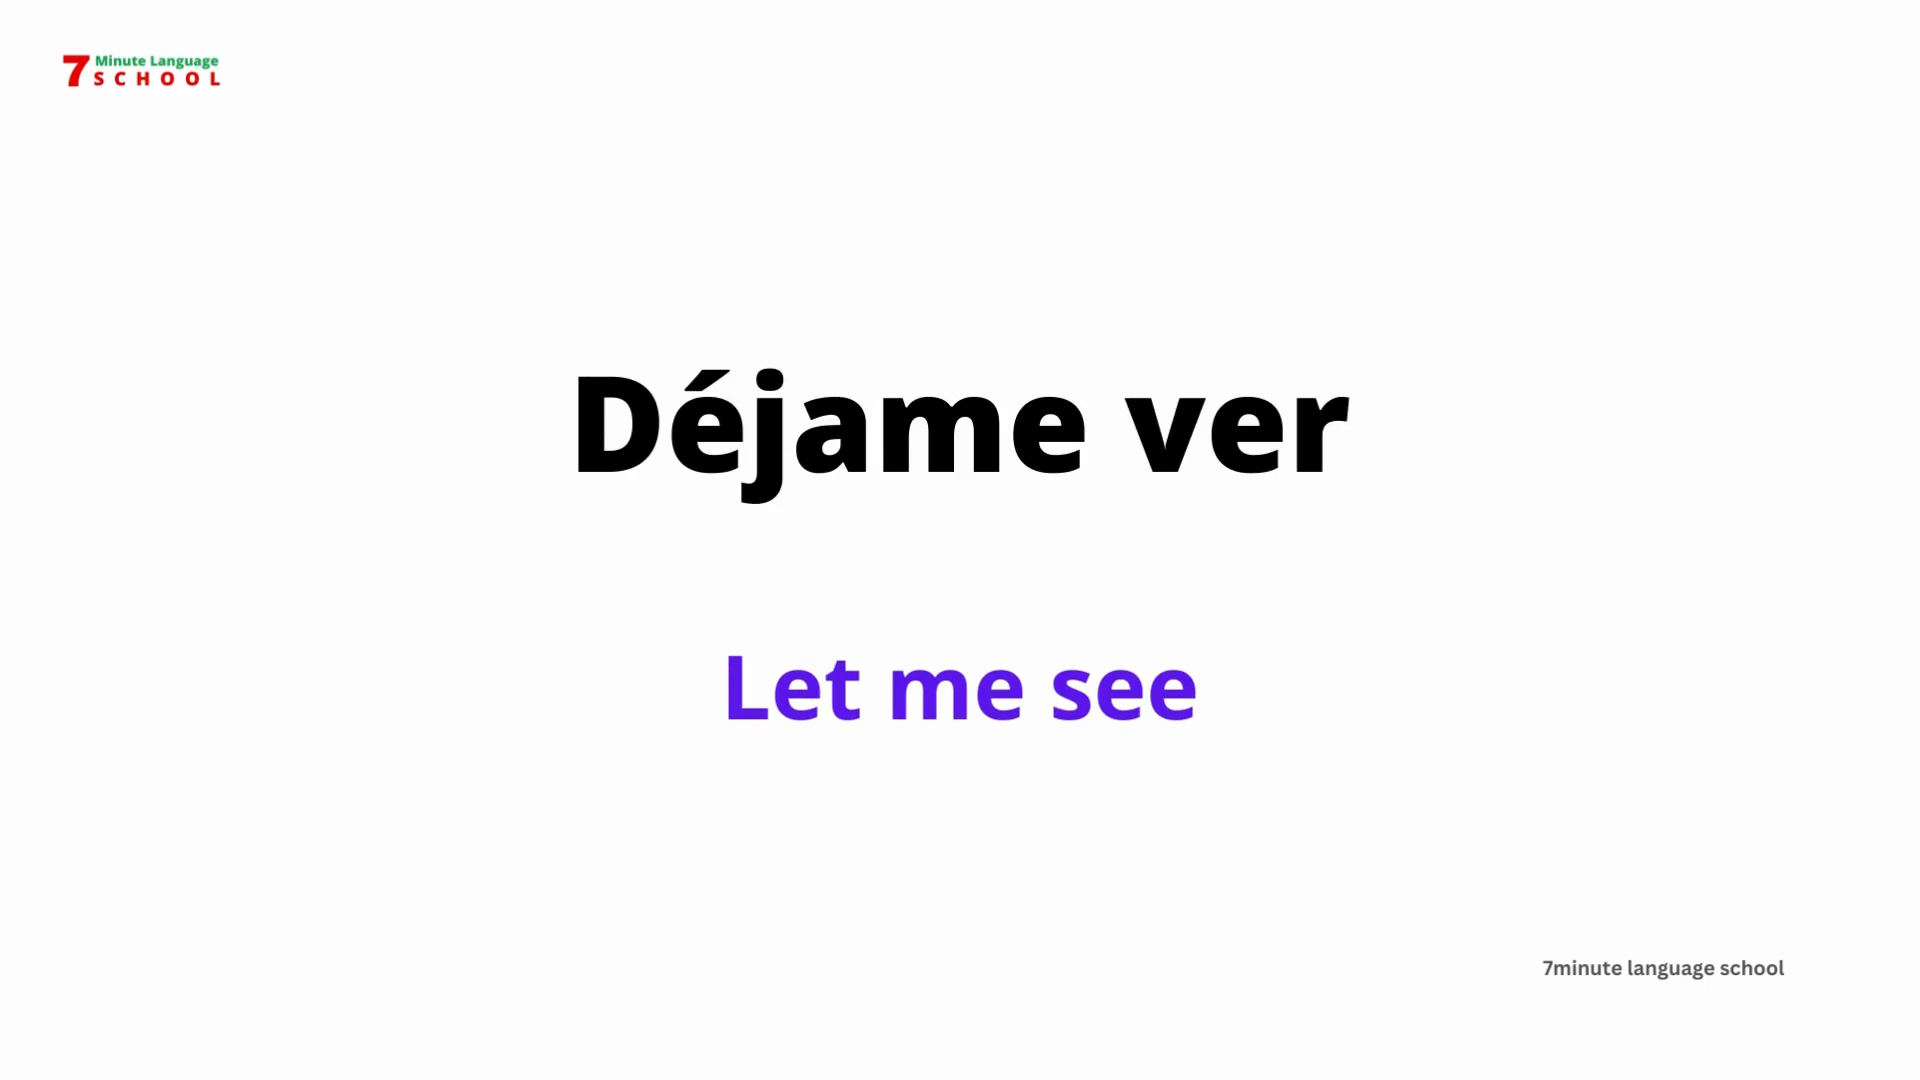 7 Minute Language
SCHOOL
Déjame ver
Let me see
7minute language school